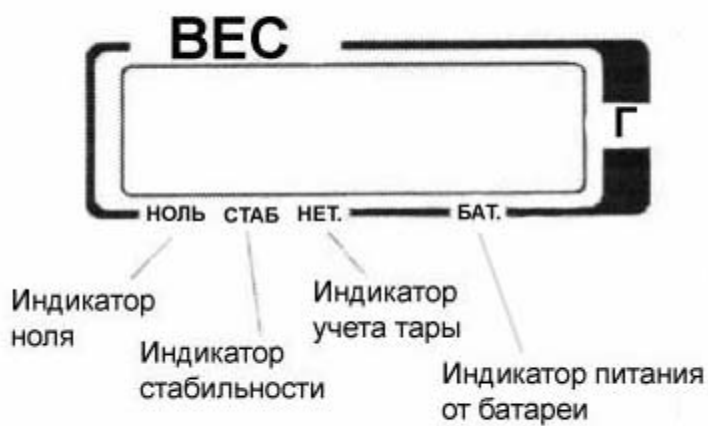 ВЕС
Г
НОЛЬ СТАБ НЕТ. БАТ.
Индикатор
ноля
Индикатор
стабильности
Индикатор
учета тары
Индикатор питания
от батареи